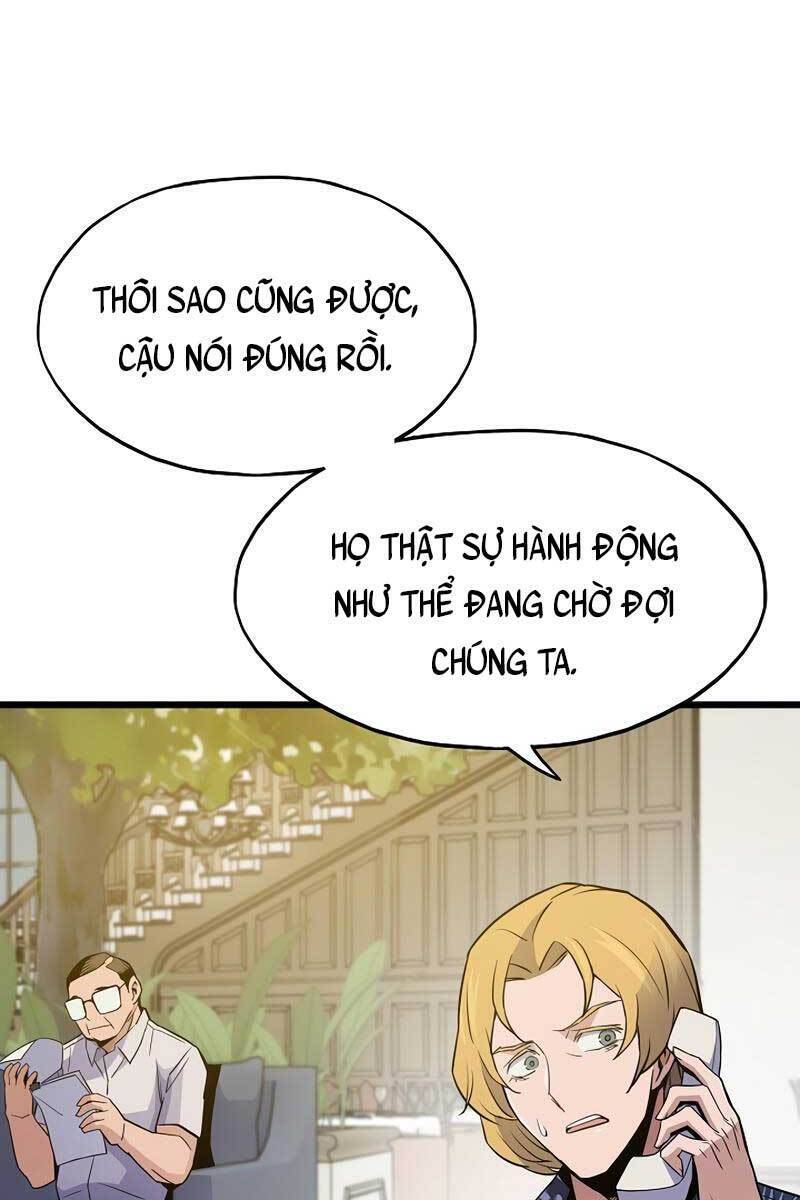 THÔI SAO CŨNG ĐƯỢC,
CẬU NÓI ĐÚNG RỒI.
HỌ THẬT SỰ HÀNH ĐỘNG
NHƯ THỂ ĐANG CHỜ ĐỢI
CHÚNG TA.